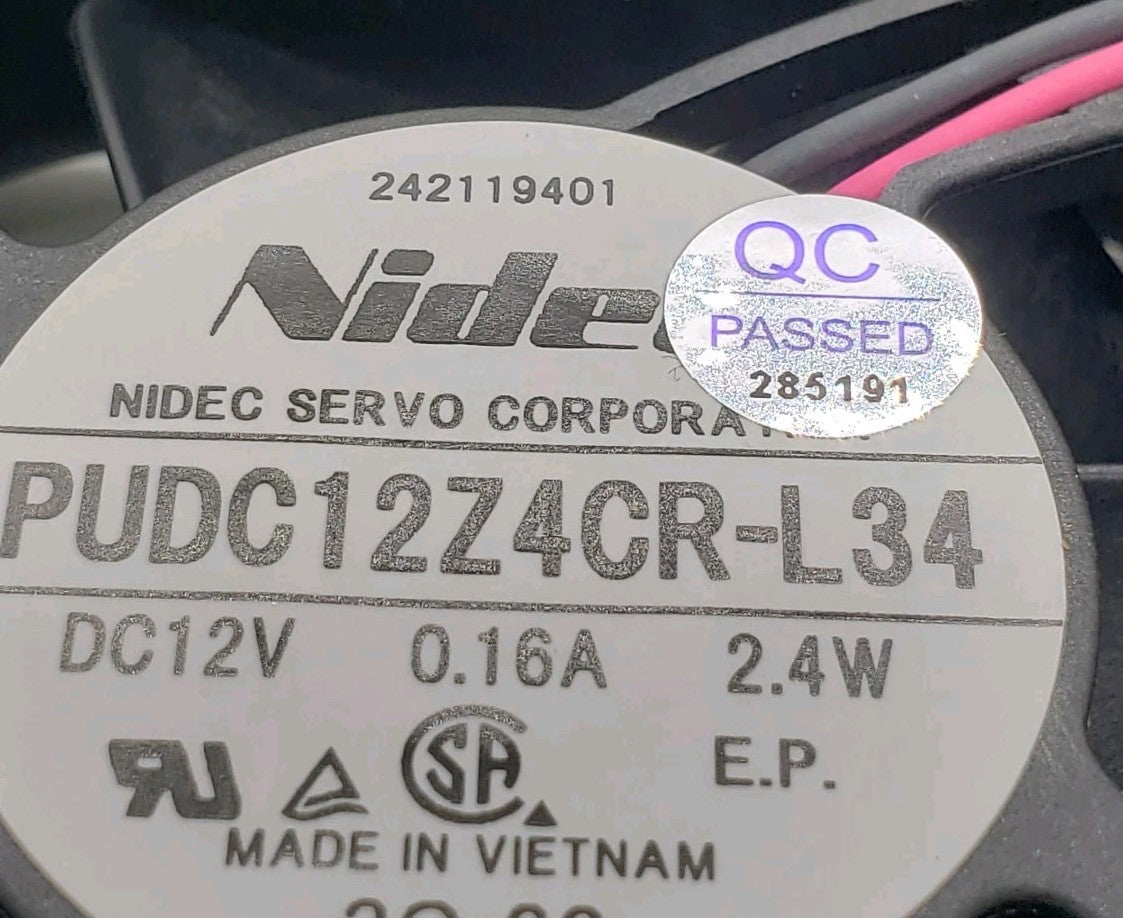 242119401
Nidec
QC
PASSED
285191
NIDEC SERVO CORPORA
PUDC12Z4CR-L34
DC12V 0.16A 2.4W
E.P.
MADE IN VIETNAM